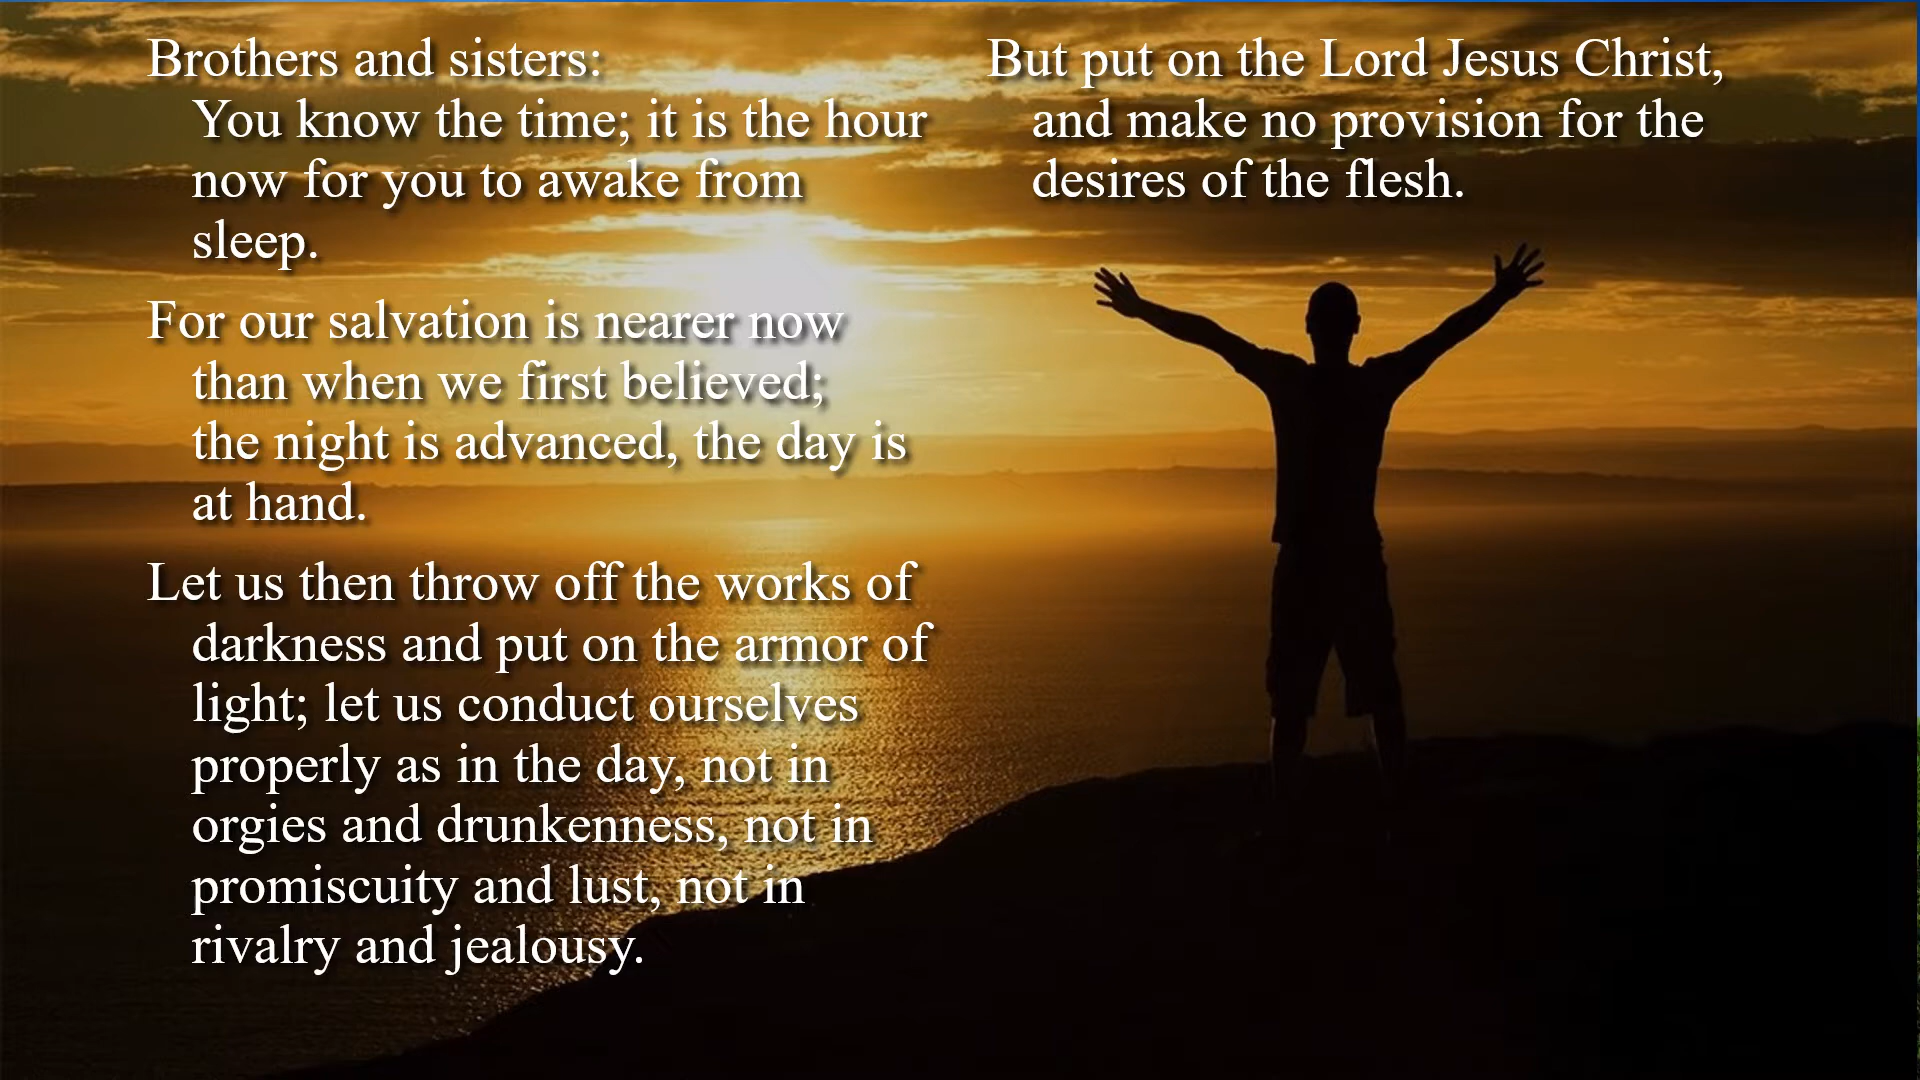 Brothers and sisters:
You know the time; it is the hour
now for you to awake from
sleep.
For our salvation is nearer now
than when we first believed;
the night is advanced, the day is
at hand.
Let us then throw off the works of
darkness and put on the armor of
light; let us conduct ourselves
properly as in the day, not in
orgies and drunkenness, not in
promiscuity and lust, not in
rivalry and jealousy.
But put on the Lord Jesus Christ,
and make no provision for the
desires of the flesh.